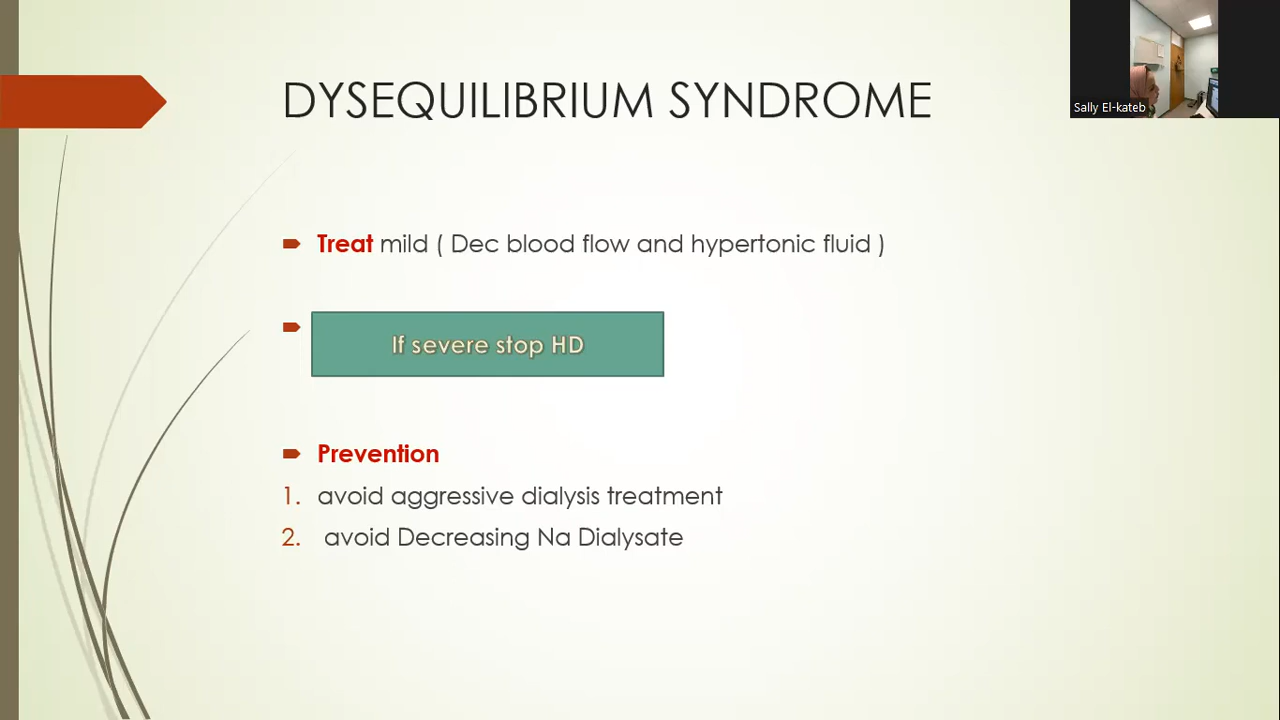 DYSEQUILIBRIUM SYNDROME
Sally El-kateb
Treat mild ( Dec blood flow and hypertonic fluid )
If severe stop HD
Prevention
1. avoid aggressive dialysis treatment
2. avoid Decreasing Na Dialysate